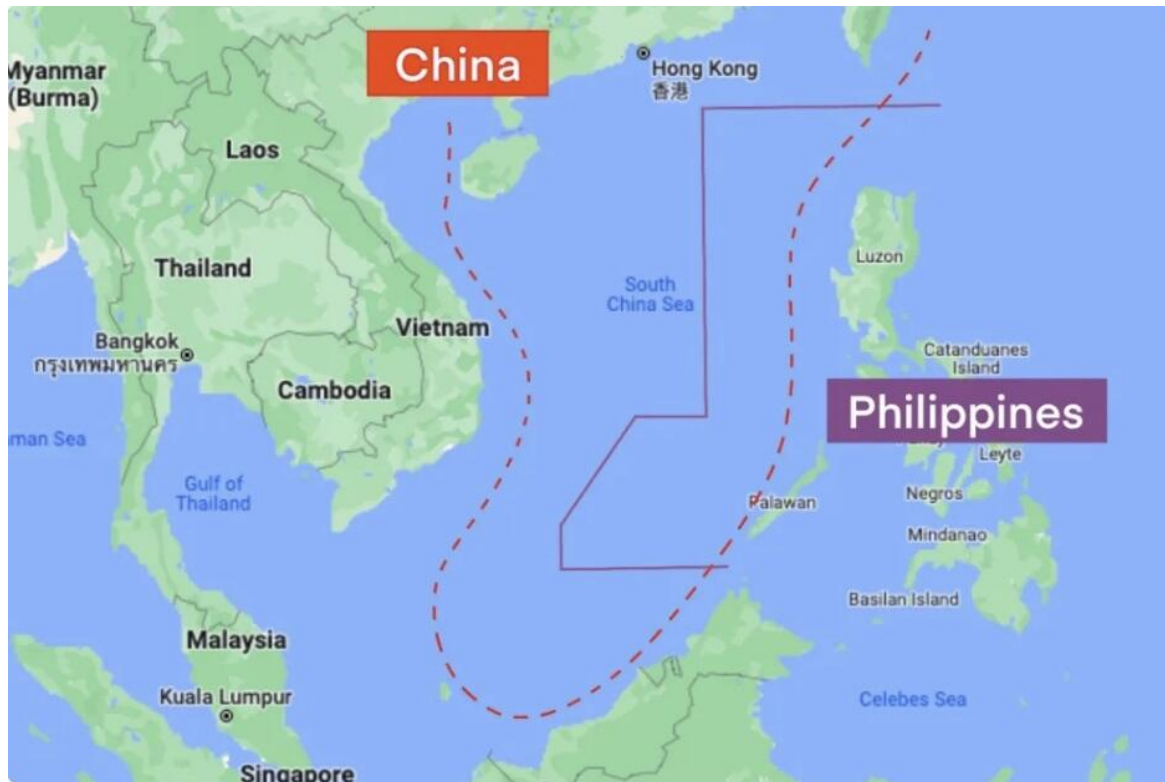 China
Hong Kong
香港
Myanmar
(Burma)
Laos
Thailand
Luzon
South
China Sea
Vietnam
Bangkok
กรุงเทพมหานคร
Catanduanes
Island
Cambodia
Philippines
man Sea
Leyte
Gulf of
Thailand
Palawan
Negros
Mindanao
Basilan Island
Malaysia
Kuala Lumpur
Celebes Sea
Singapore